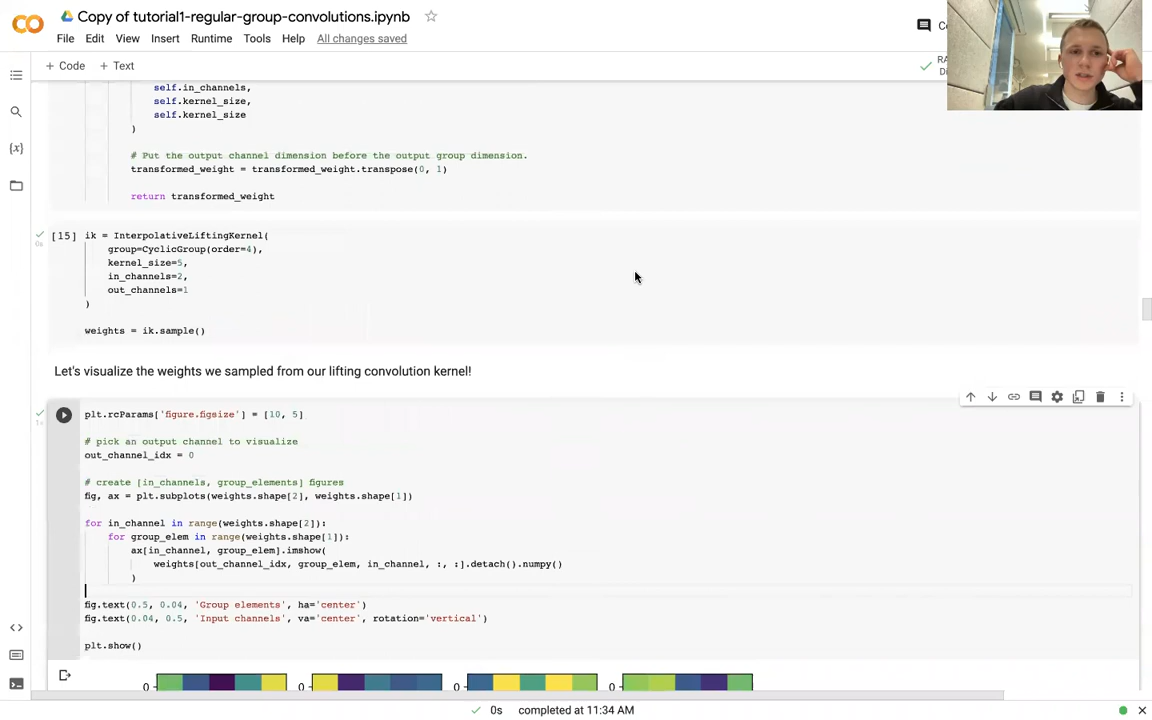 Copy of tutorial1-regular-group-convolutions.ipynb
File Edit View Insert Runtime Tools Help All changes saved
+ Code + Text
self.in_channels,
self.kernel_size,
self.kernel_size
)
# Put the output channel dimension before the output group dimension.
transformed_weight = transformed_weight.transpose(0, 1)
return transformed_weight
[15] ik = InterpolativeLiftingKernel(
0s
group=CyclicGroup(order=4),
kernel_size=5,
in_channels=2,
out_channels=1
)
weights = ik.sample()
Let's visualize the weights we sampled from our lifting convolution kernel!
plt.rcParams['figure.figsize'] = [10, 5]
1s
# pick an output channel to visualize
out_channel_idx = 0
# create [in_channels, group_elements] figures
fig, ax = plt.subplots(weights.shape[2], weights.shape[1])
for in_channel in range(weights.shape[2]):
for group_elem in range(weights.shape[1]):
ax[in_channel, group_elem].imshow(
weights[out_channel_idx, group_elem, in_channel, :, :].detach().numpy()
)
fig.text(0.5, 0.04, 'Group elements', ha='center')
fig.text(0.04, 0.5, 'Input channels', va='center', rotation='vertical')
plt.show()
0 0 0 0
0s completed at 11:34 AM